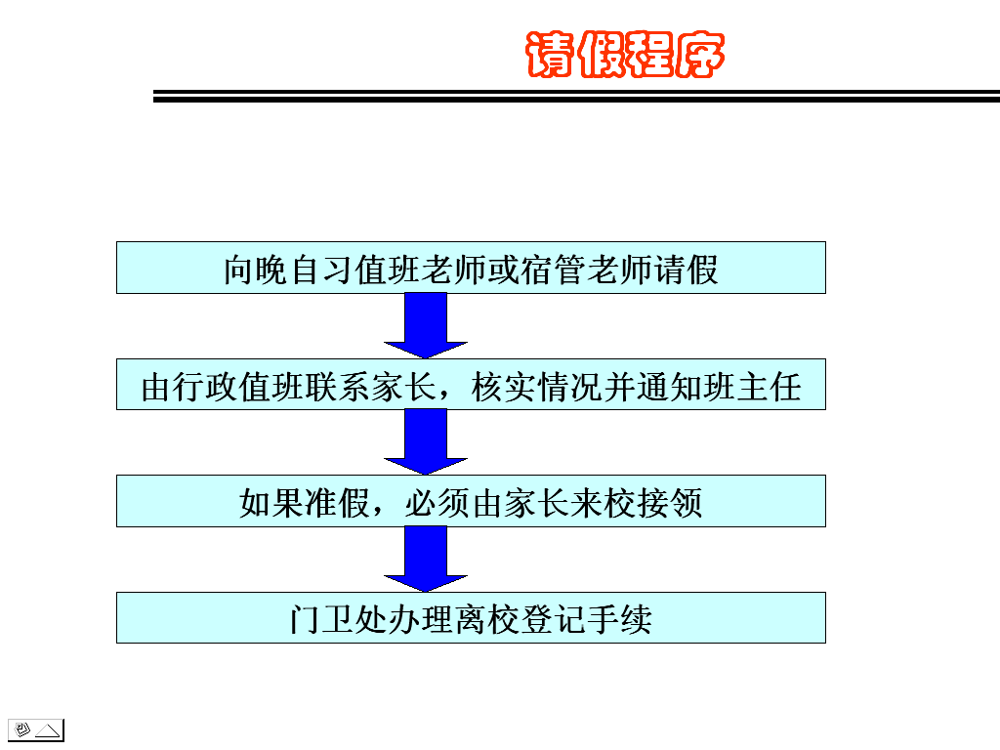 请假程序
向晚自习值班老师或宿管老师请假
由行政值班联系家长，核实情况并通知班主任
如果准假，必须由家长来校接领
门卫处办理离校登记手续